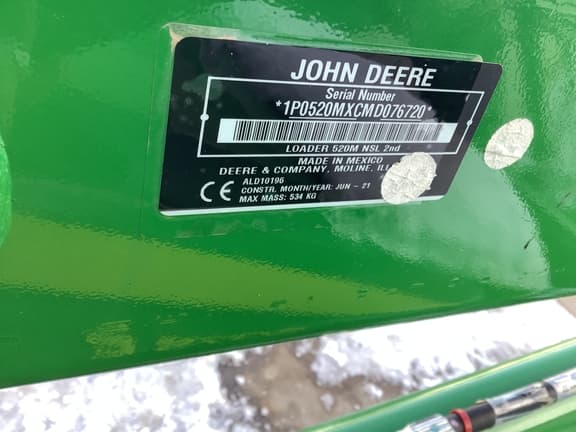 JOHN DEERE
Serial Number
*1P0520MXCMD076720*
LOADER 520M NSL 2nd
MADE IN MEXICO
DEERE & COMPANY, MOLINE, ILL
CE
ALD10196
CONSTR. MONTH/YEAR: JUN - 21
MAX MASS: 534 KG